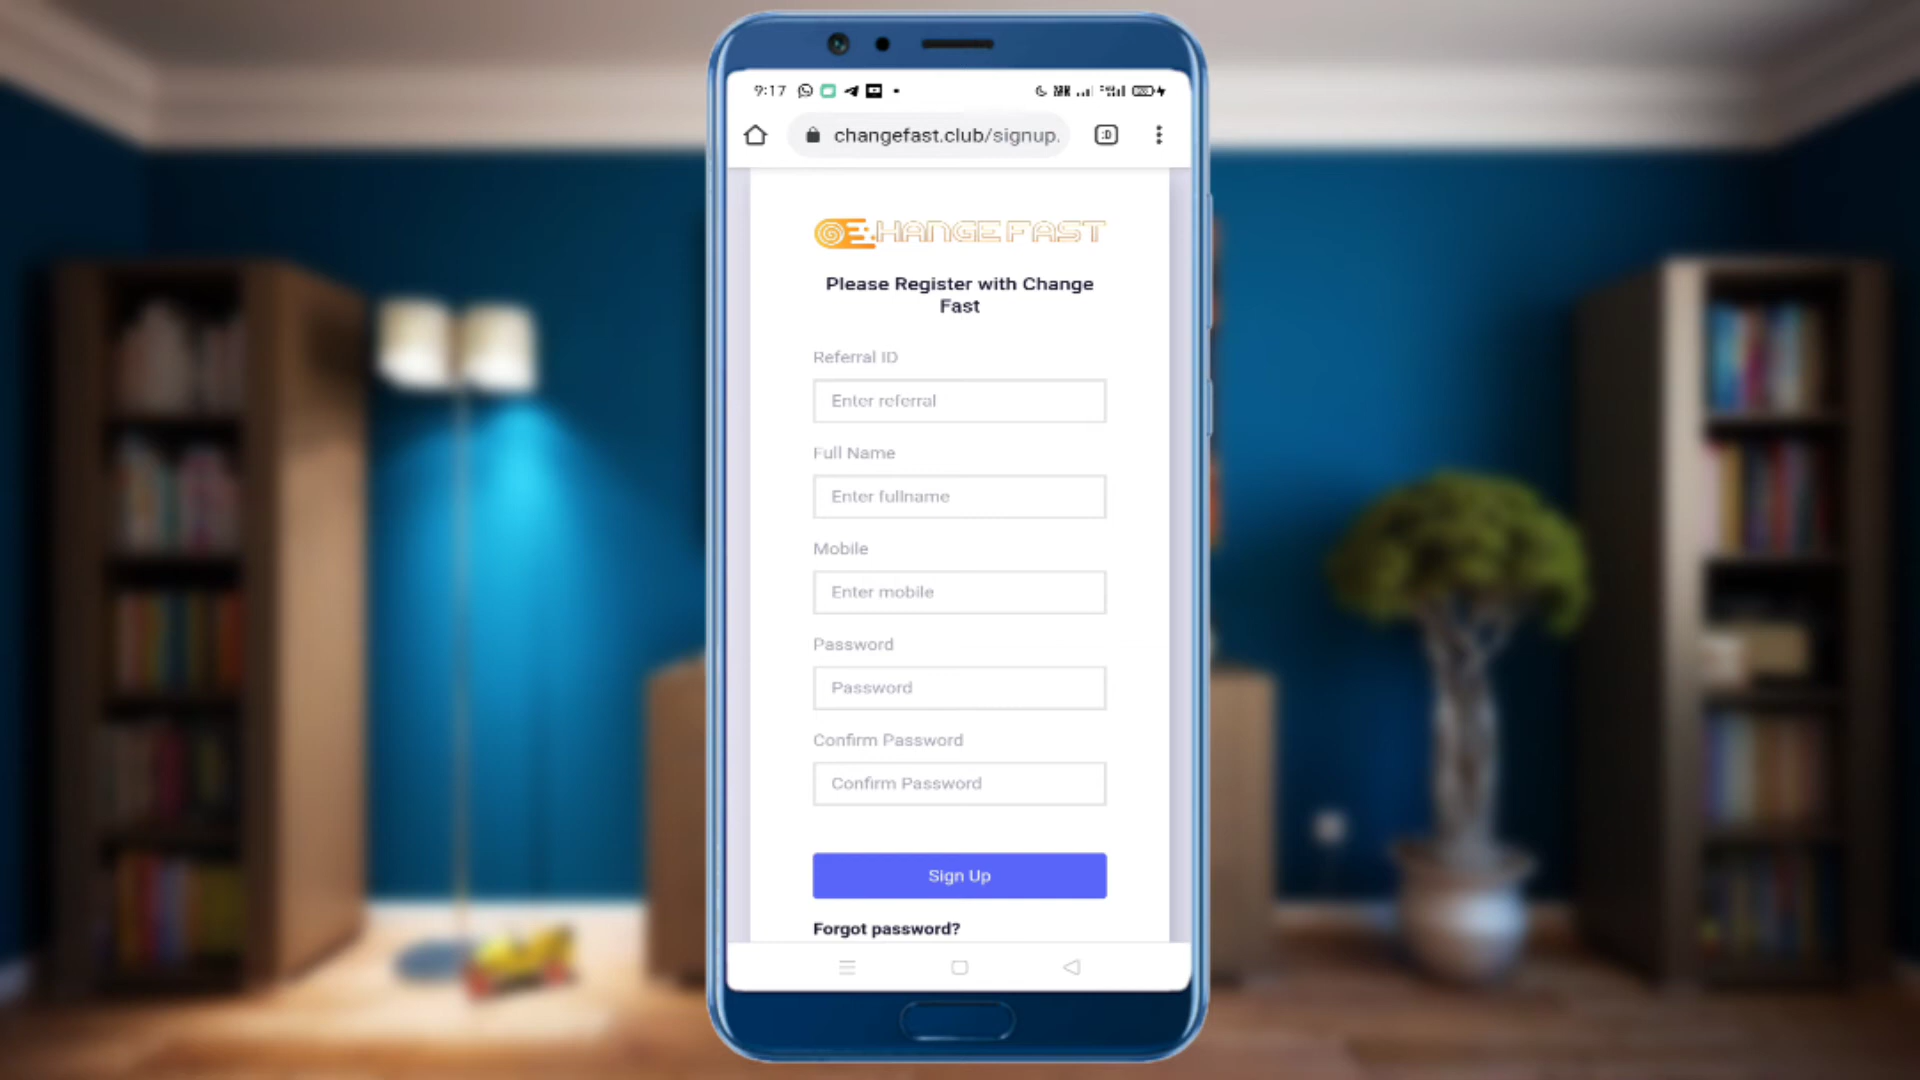 9:17
changefast.club/signup.
:D
HANGE FAST
Please Register with Change
Fast
Referral ID
Enter referral
Full Name
Enter fullname
Mobile
Enter mobile
Password
Password
Confirm Password
Confirm Password
Sign Up
Forgot password?